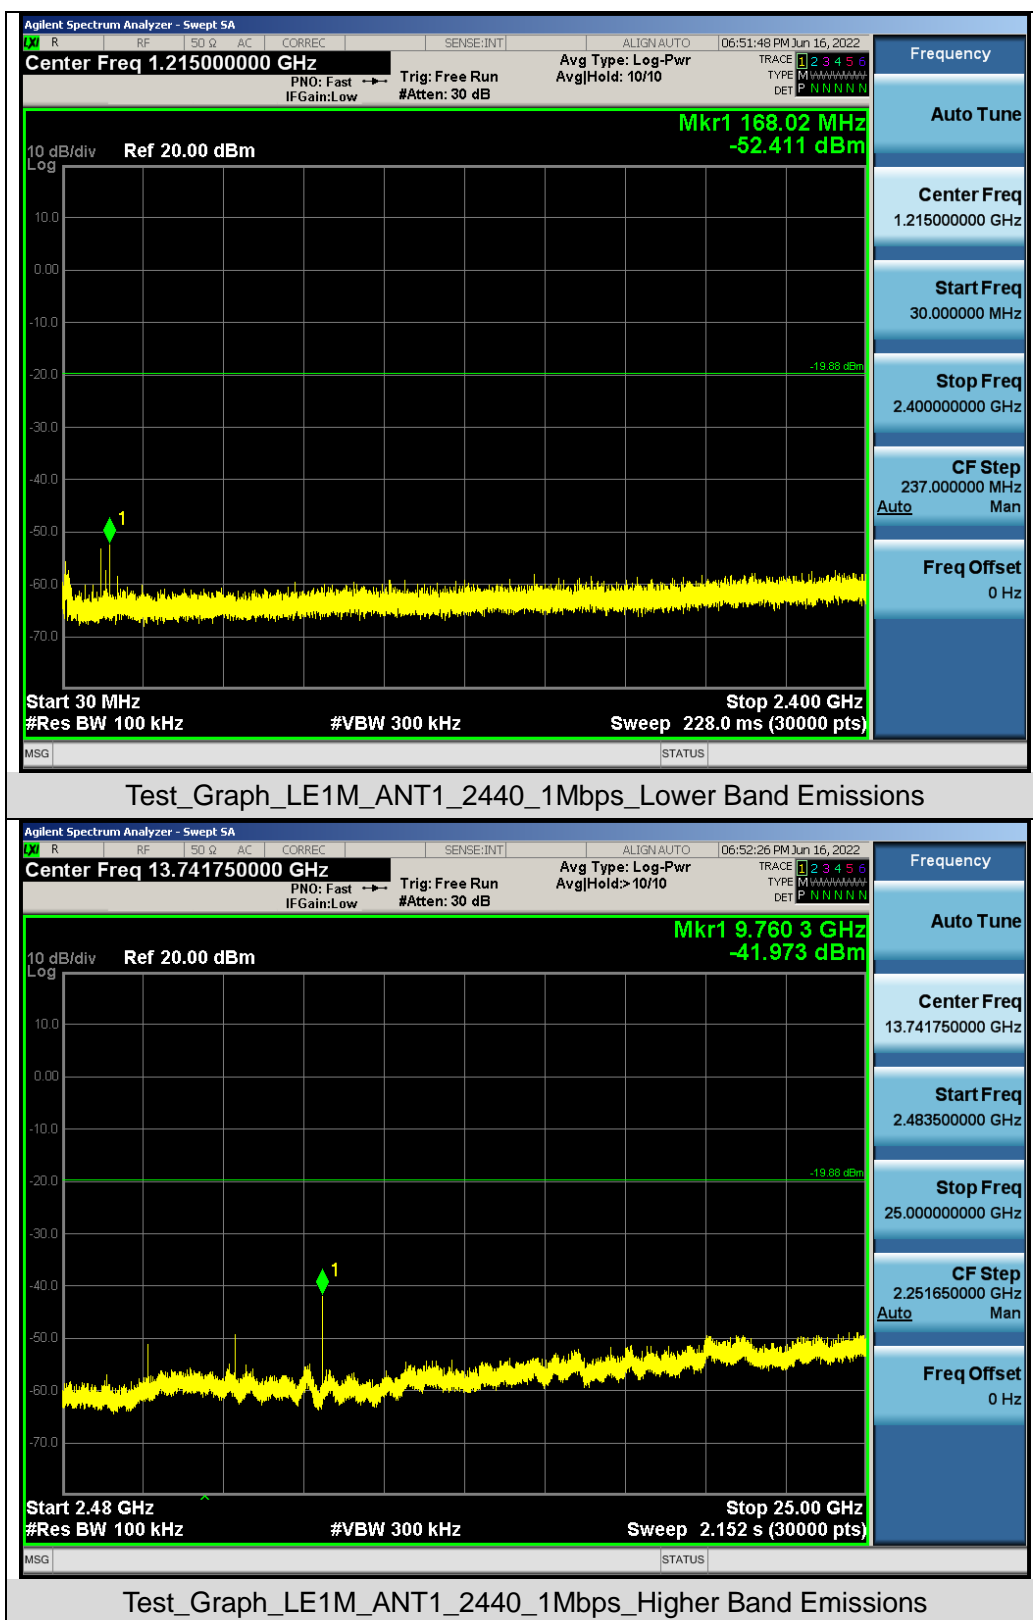 Agilent Spectrum Analyzer - Swept SA
LXI R RF 50 Ω AC CORREC SENSE:INT ALIGN AUTO 06:51:48 PM Jun 16, 2022
Center Freq 1.215000000 GHz
PNO: Fast
IFGain:Low
Trig: Free Run
#Atten: 30 dB
Avg Type: Log-Pwr
Avg|Hold: 10/10
TRACE 1 2 3 4 5 6
TYPE M WWWWW
DET P N N N N N
Mkr1 168.02 MHz
-52.411 dBm
10 dB/div Ref 20.00 dBm
Log
10.0
0.00
-10.0
-19.88 dBm
-20.0
-30.0
-40.0
1
-50.0
-60.0
-70.0
Start 30 MHz Stop 2.400 GHz
#Res BW 100 kHz #VBW 300 kHz Sweep 228.0 ms (30000 pts)
MSG STATUS
Frequency
Auto Tune
Center Freq
1.215000000 GHz
Start Freq
30.000000 MHz
Stop Freq
2.400000000 GHz
CF Step
237.000000 MHz
Auto Man
Freq Offset
0 Hz
Test_Graph_LE1M_ANT1_2440_1Mbps_Lower Band Emissions
Agilent Spectrum Analyzer - Swept SA
LXI R RF 50 Ω AC CORREC SENSE:INT ALIGN AUTO 06:52:26 PM Jun 16, 2022
Center Freq 13.741750000 GHz
PNO: Fast
IFGain:Low
Trig: Free Run
#Atten: 30 dB
Avg Type: Log-Pwr
Avg|Hold:>10/10
TRACE 1 2 3 4 5 6
TYPE M WWWWW
DET P N N N N N
Mkr1 9.760 3 GHz
-41.973 dBm
10 dB/div Ref 20.00 dBm
Log
10.0
0.00
-10.0
-19.88 dBm
-20.0
-30.0
1
-40.0
-50.0
-60.0
-70.0
Start 2.48 GHz Stop 25.00 GHz
#Res BW 100 kHz #VBW 300 kHz Sweep 2.152 s (30000 pts)
MSG STATUS
Frequency
Auto Tune
Center Freq
13.741750000 GHz
Start Freq
2.483500000 GHz
Stop Freq
25.000000000 GHz
CF Step
2.251650000 GHz
Auto Man
Freq Offset
0 Hz
Test_Graph_LE1M_ANT1_2440_1Mbps_Higher Band Emissions